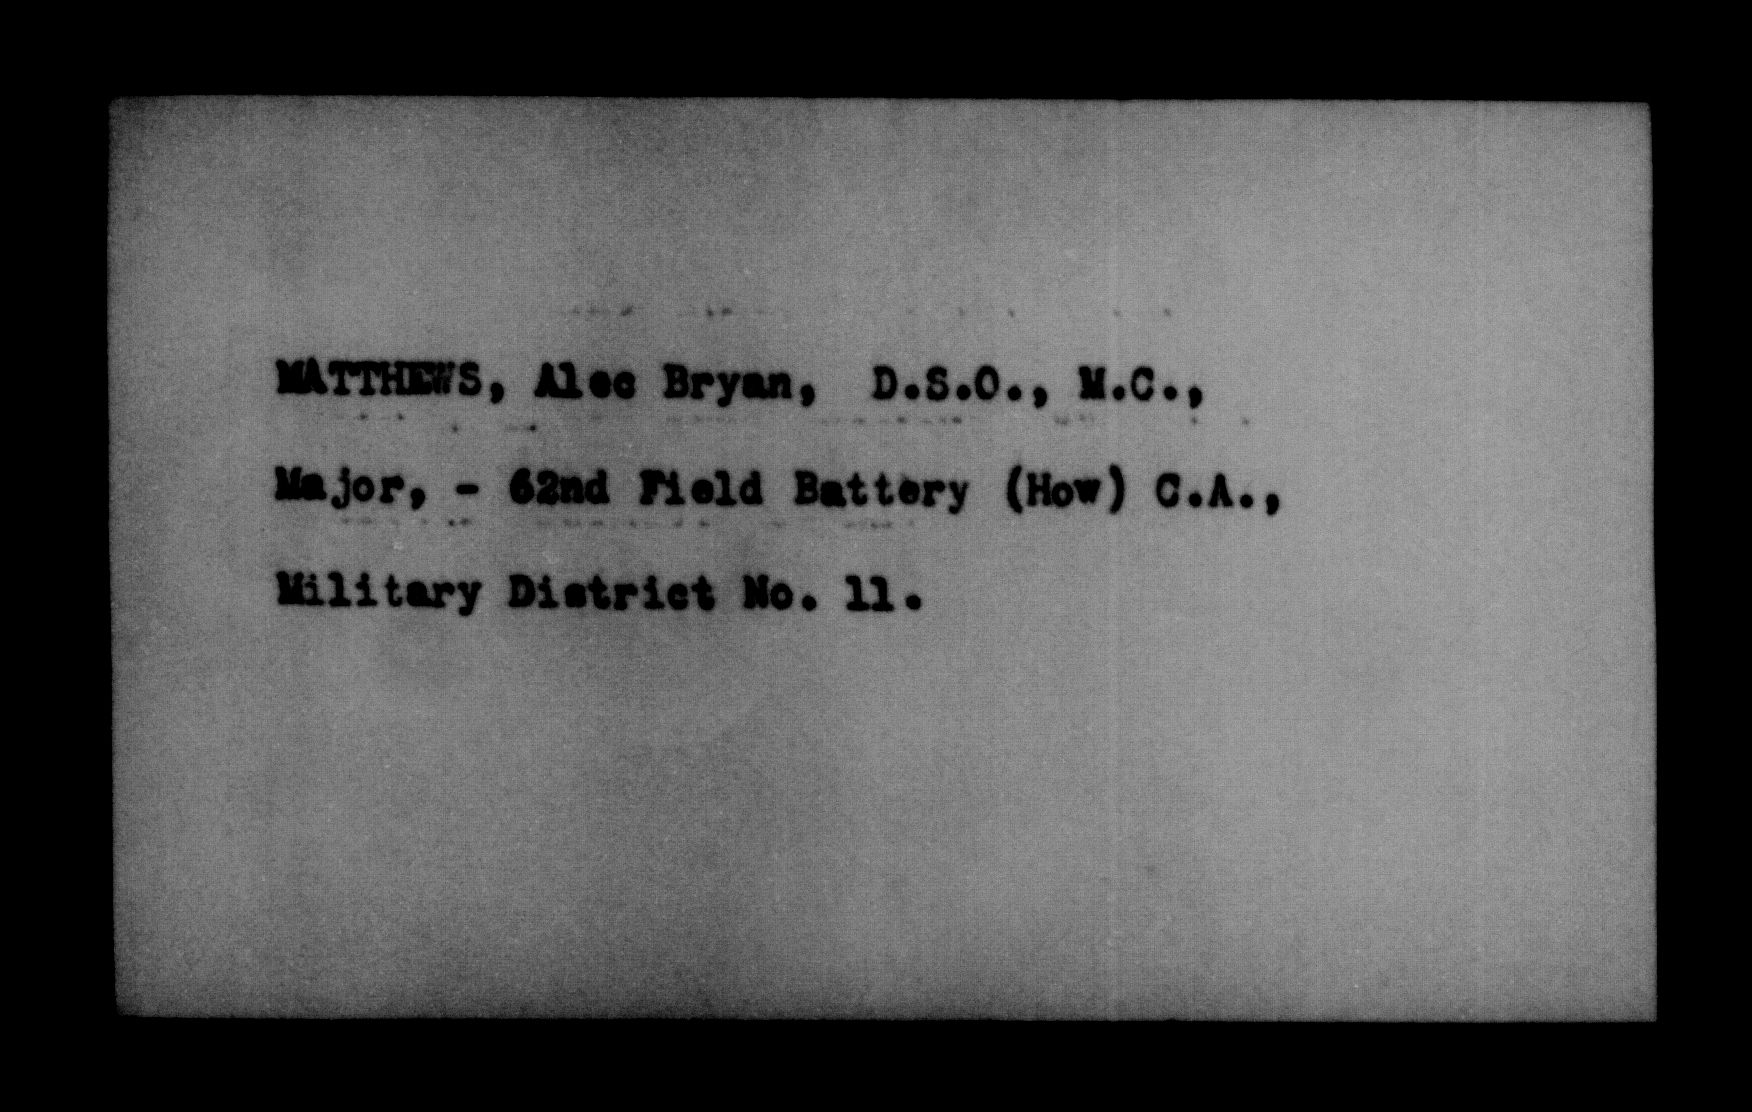 MATTHEWS, Alec Bryan, D.S.O., M.C.,
Major, - 62nd Field Battery (How) C.A.,
Military District No. 11.